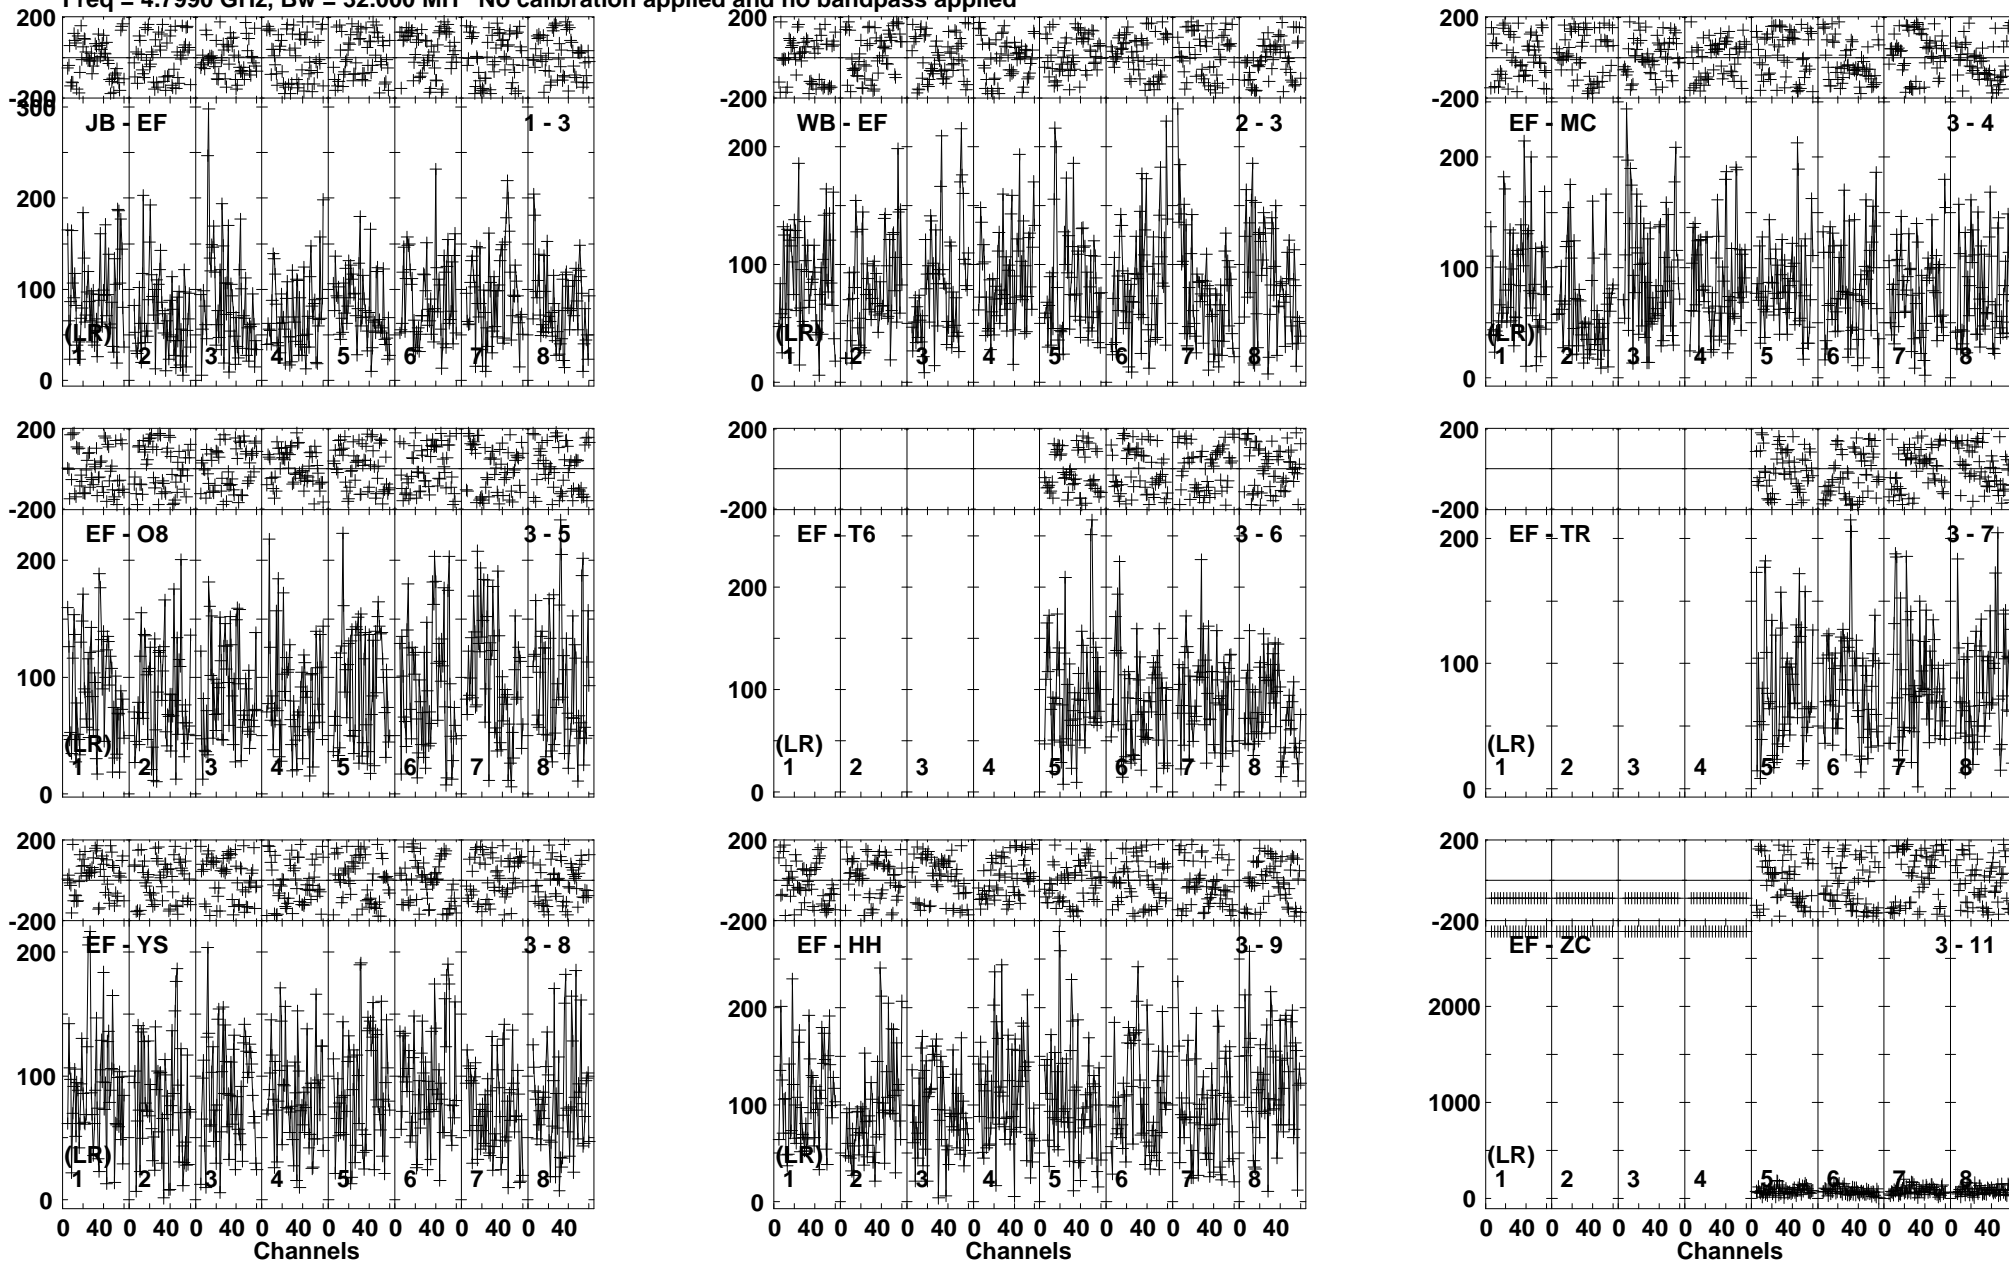 Freq = 4.7990 GHz, Bw = 32.000 MH No calibration applied and no bandpass applied
200 200 200
-200 -200 -200
300
JB - EF 1 - 3 WB - EF 2 - 3 EF - MC 3 - 4
200 200 200
100 100 100
(LR) (LR) (LR)
1 2 3 4 5 6 7 8 1 2 3 4 5 6 7 8 1 2 3 4 5 6 7 8
0 0 0
200 200 200
-200 -200 -200
EF - O8 3 - 5 EF - T6 3 - 6 EF - TR 3 - 7
200 200 200
100 100 100
(LR) (LR) (LR)
1 2 3 4 5 6 7 8 1 2 3 4 5 6 7 8 1 2 3 4 5 6 7 8
0 0 0
200 200 200
-200 -200 -200
EF - YS 3 - 8 EF - HH 3 - 9 EF - ZC 3 - 11
200 200 2000
100 100 1000
(LR) (LR) (LR)
1 2 3 4 5 6 7 8 1 2 3 4 5 6 7 8 1 2 3 4 5 6 7 8
0 0 0
0 40 0 40 0 40 0 40 0 40 0 40 0 40 0 40 0 40 0 40 0 40 0 40 0 40 0 40 0 40 0 40 0 40 0 40 0 40 0 40 0 40 0 40 0 40 0 40
Channels Channels Channels